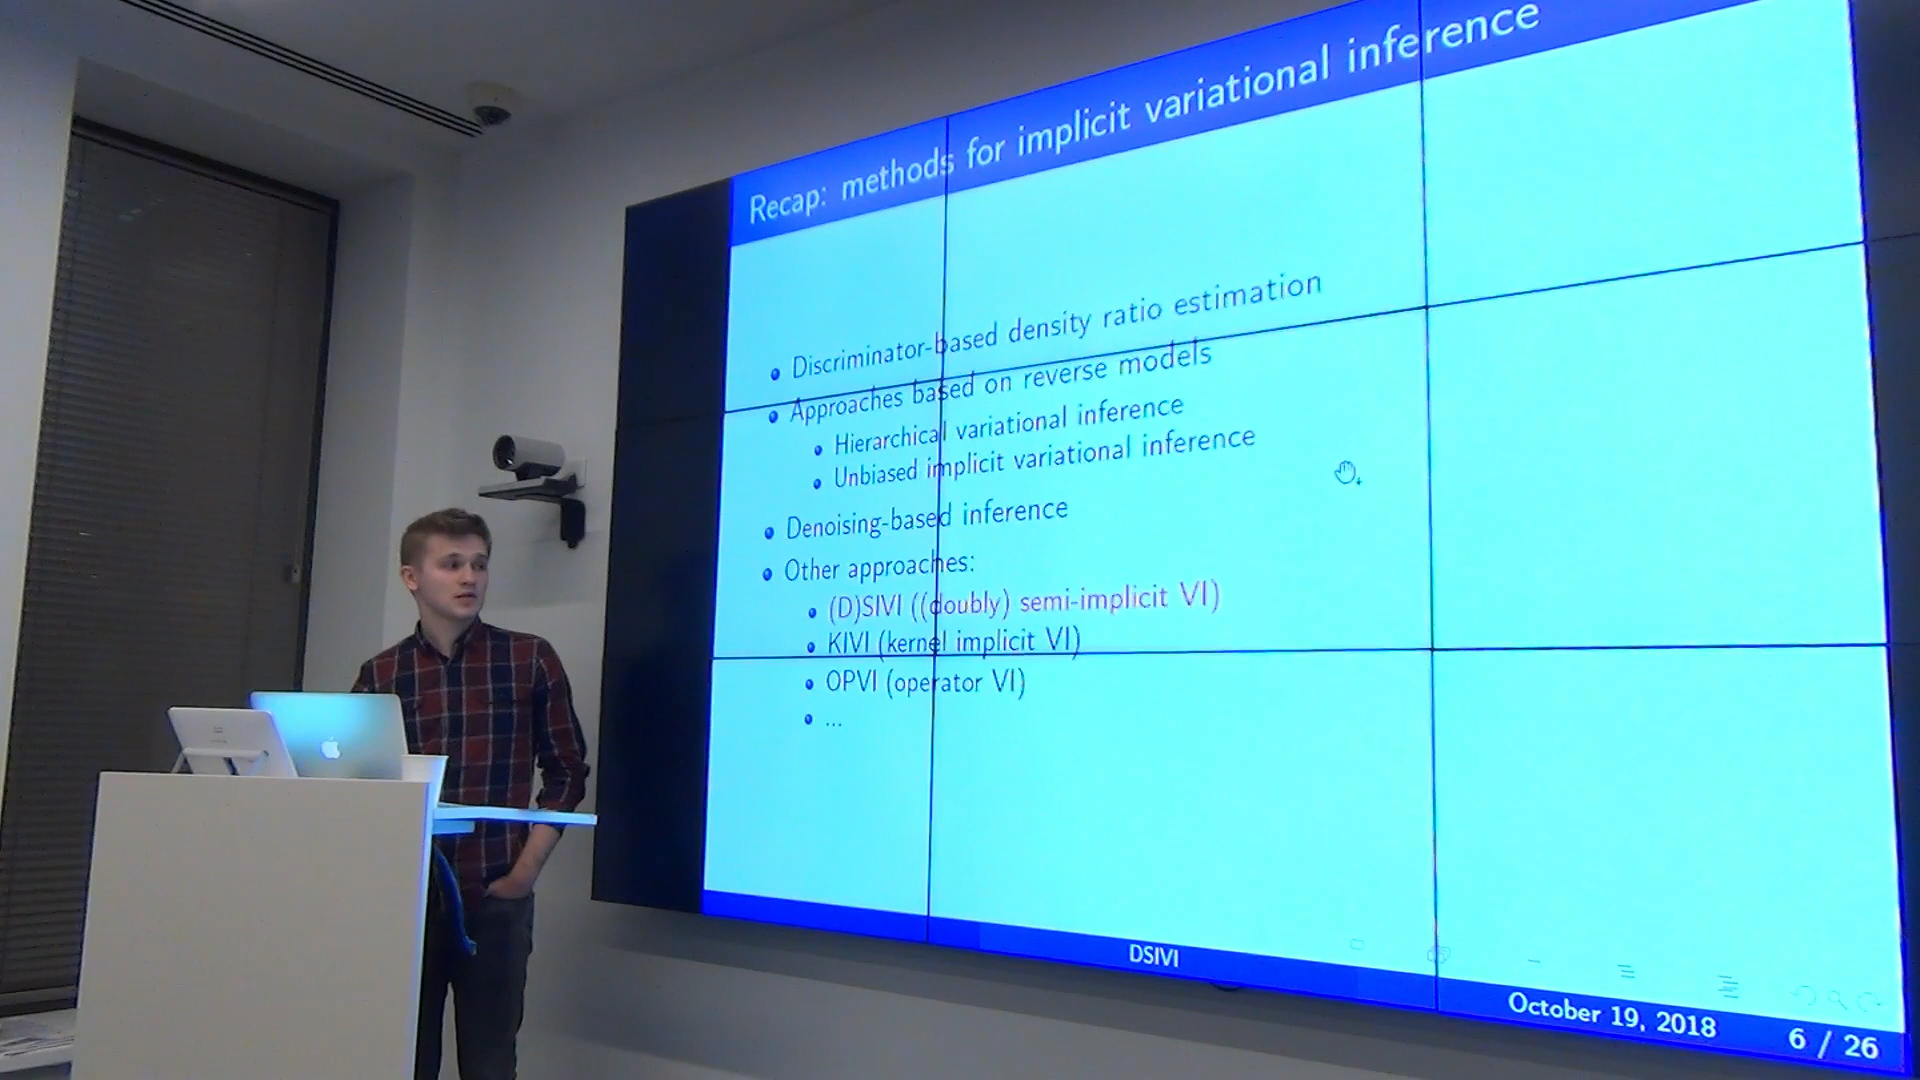 Recap: methods for implicit variational inference
Discriminator-based density ratio estimation
Approaches based on reverse models
Hierarchical variational inference
Unbiased implicit variational inference
Denoising-based inference
Other approaches:
(D)SIVI ((doubly) semi-implicit VI)
KIVI (kernel implicit VI)
OPVI (operator VI)
...
DSIVI
October 19, 2018
6 / 26